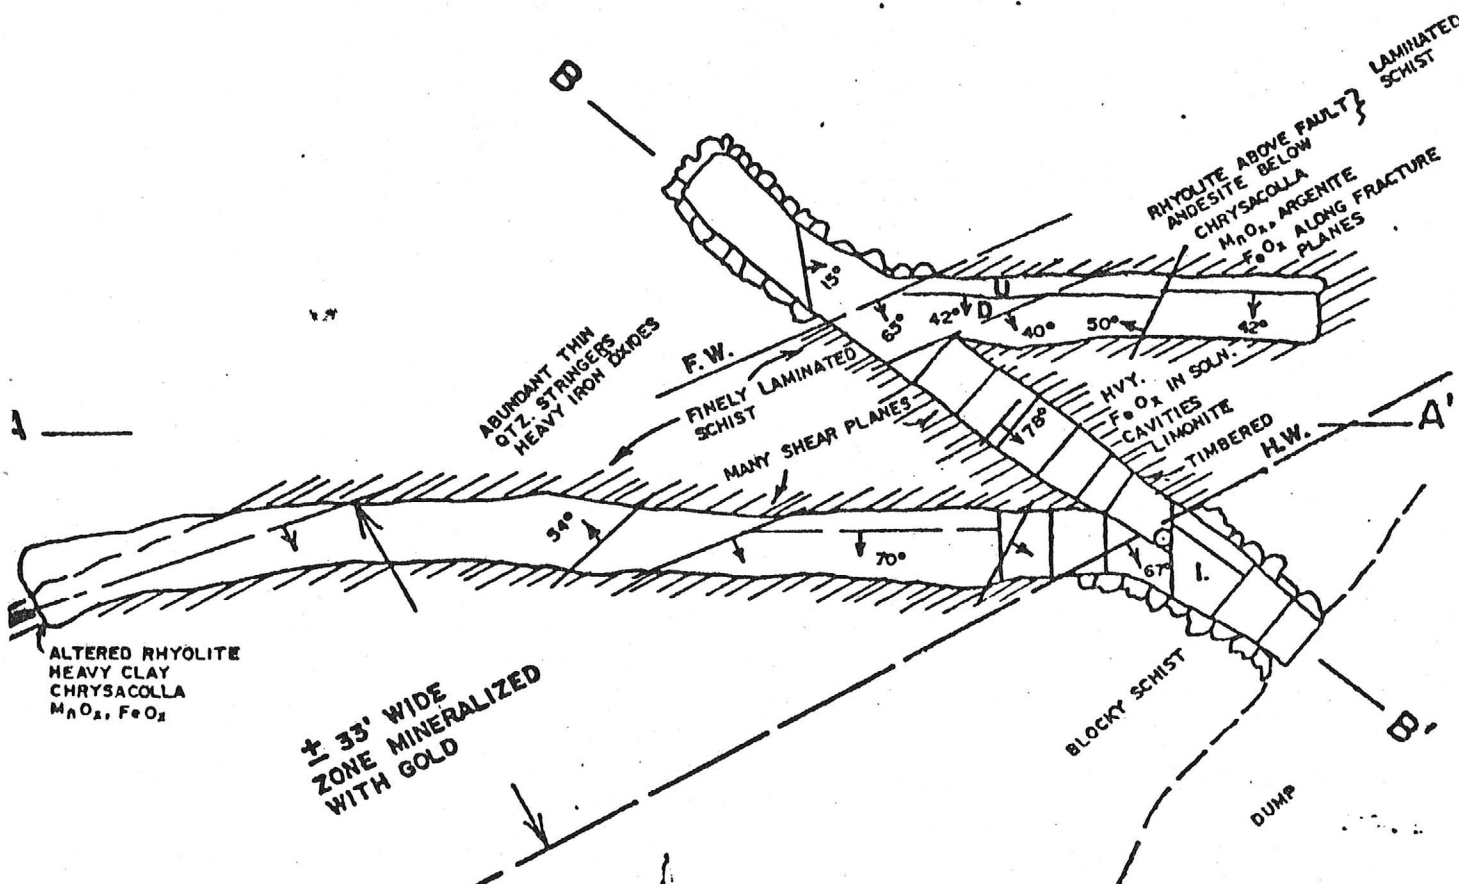 B
LAMINATED
SCHIST
RHYOLITE ABOVE FAULT }
ANDESITE BELOW
CHRYSACOLLA
MnOx, ARGENITE
FeOx ALONG FRACTURE
PLANES
15°
U
D
65°
42°
40°
50°
42°
ABUNDANT THIN
QTZ. STRINGERS
HEAVY IRON OXIDES
F.W.
FINELY LAMINATED
SCHIST
MANY SHEAR PLANES
78°
HVY.
FeOx IN SOLN.
CAVITIES
LIMONITE
TIMBERED
H.W.
A
A'
54°
70°
67°
1.
ALTERED RHYOLITE
HEAVY CLAY
CHRYSACOLLA
MnOx, FeOx
± 33' WIDE
ZONE MINERALIZED
WITH GOLD
BLOCKY SCHIST
B'
DUMP